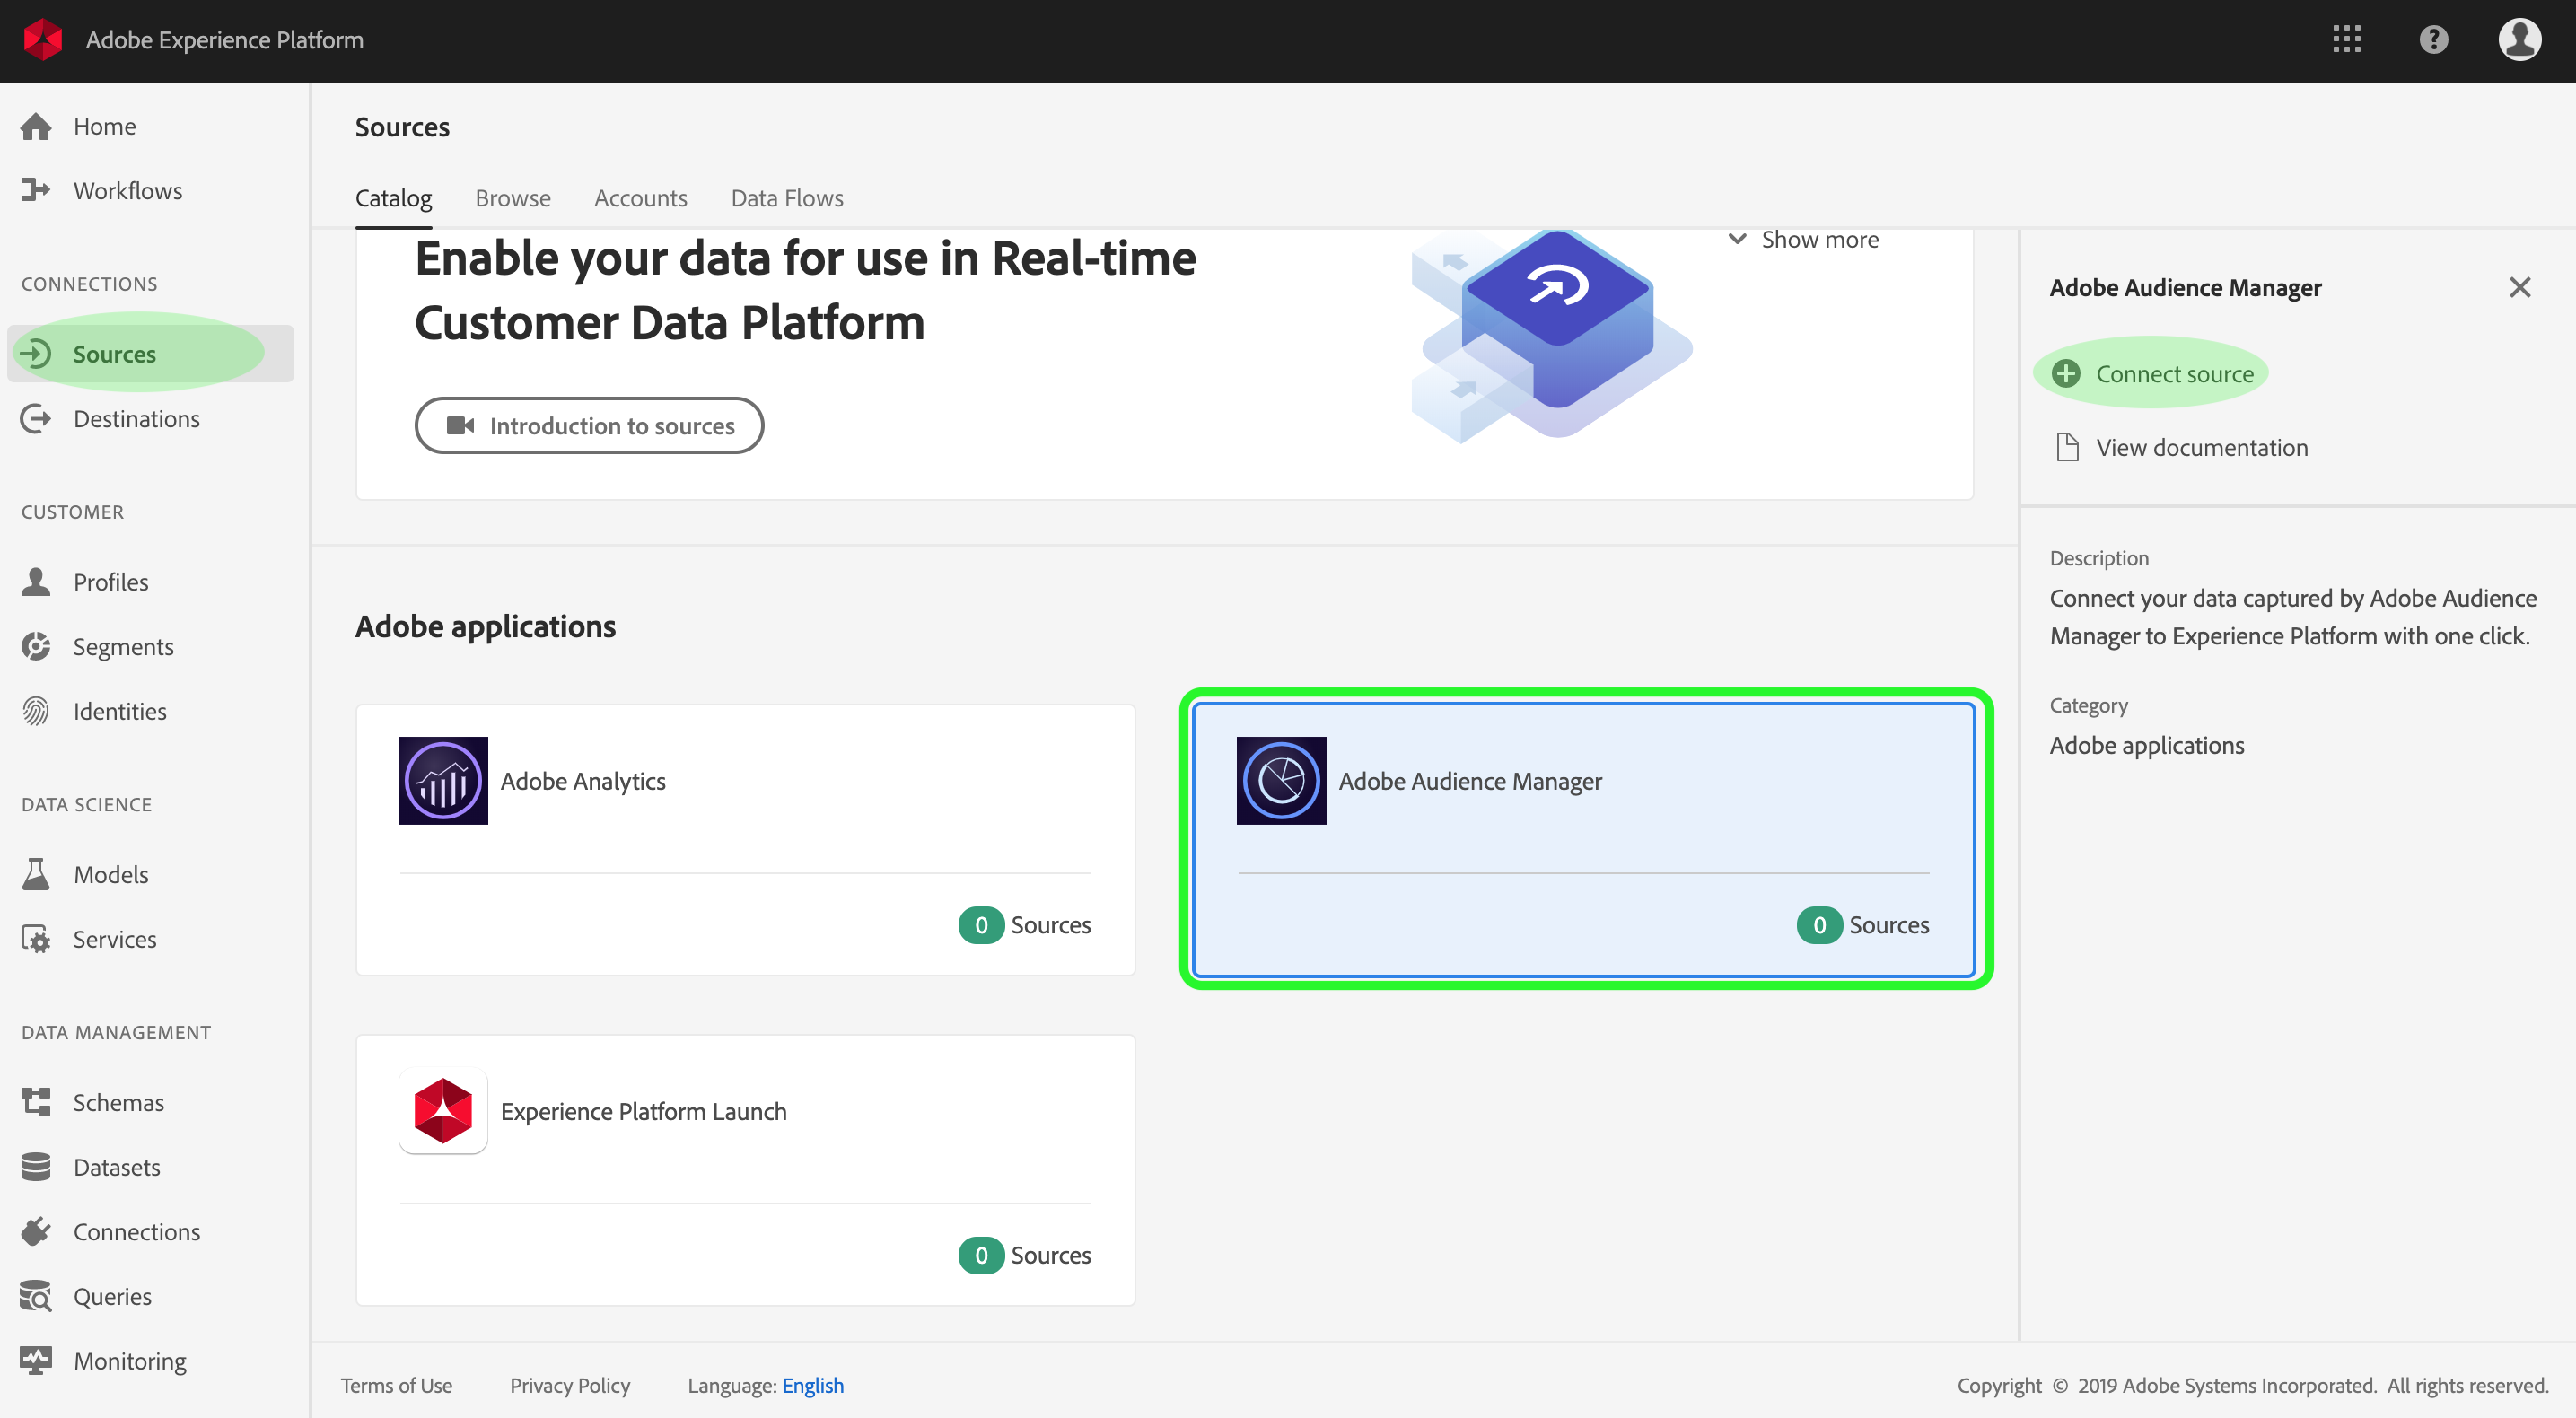 Adobe Experience Platform
?
Home
Workflows
CONNECTIONS
Sources
Destinations
CUSTOMER
Profiles
Segments
Identities
DATA SCIENCE
Models
Services
DATA MANAGEMENT
Schemas
Datasets
Connections
Queries
Monitoring
Sources
Catalog Browse Accounts Data Flows
Enable your data for use in Real-time
Customer Data Platform
Show more
Introduction to sources
Adobe applications
Adobe Analytics
0 Sources
Adobe Audience Manager
0 Sources
Experience Platform Launch
0 Sources
Adobe Audience Manager
Connect source
View documentation
Description
Connect your data captured by Adobe Audience
Manager to Experience Platform with one click.
Category
Adobe applications
Terms of Use Privacy Policy Language: English
Copyright © 2019 Adobe Systems Incorporated. All rights reserved.